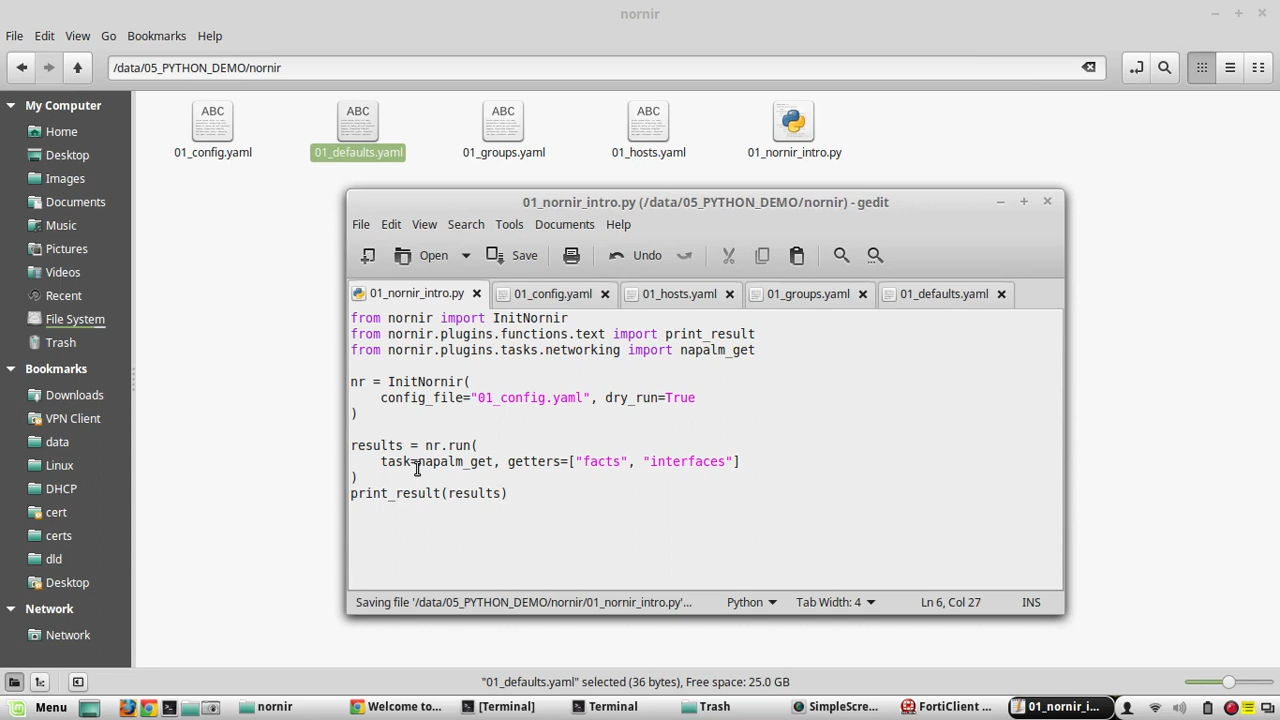 nornir
File Edit View Go Bookmarks Help
/data/05_PYTHON_DEMO/nornir
My Computer
Home
Desktop
Images
Documents
Music
Pictures
Videos
Recent
File System
Trash
Bookmarks
Downloads
VPN Client
data
Linux
DHCP
cert
certs
dld
Desktop
Network
Network
ABC ABC ABC ABC
01_config.yaml 01_defaults.yaml 01_groups.yaml 01_hosts.yaml 01_nornir_intro.py
01_nornir_intro.py (/data/05_PYTHON_DEMO/nornir) - gedit
File Edit View Search Tools Documents Help
Open Save Undo
01_nornir_intro.py 01_config.yaml 01_hosts.yaml 01_groups.yaml 01_defaults.yaml
from nornir import InitNornir
from nornir.plugins.functions.text import print_result
from nornir.plugins.tasks.networking import napalm_get
nr = InitNornir(
config_file="01_config.yaml", dry_run=True
)
results = nr.run(
task=napalm_get, getters=["facts", "interfaces"]
)
print_result(results)
Saving file '/data/05_PYTHON_DEMO/nornir/01_nornir_intro.py'... Python Tab Width: 4 Ln 6, Col 27 INS
"01_defaults.yaml" selected (36 bytes), Free space: 25.0 GB
Menu nornir Welcome to... [Terminal] Terminal Trash SimpleScre... FortiClient ... 01_nornir_i...